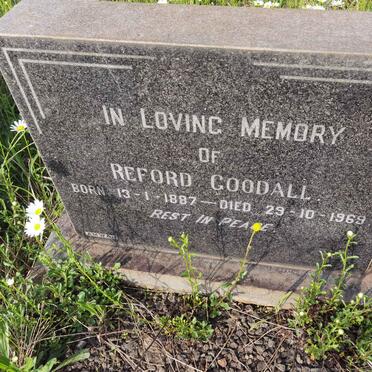 IN LOVING MEMORY
OF
REFORD GOODALL.
BORN 13-1-1887—DIED 29-10-1969
REST IN PEACE